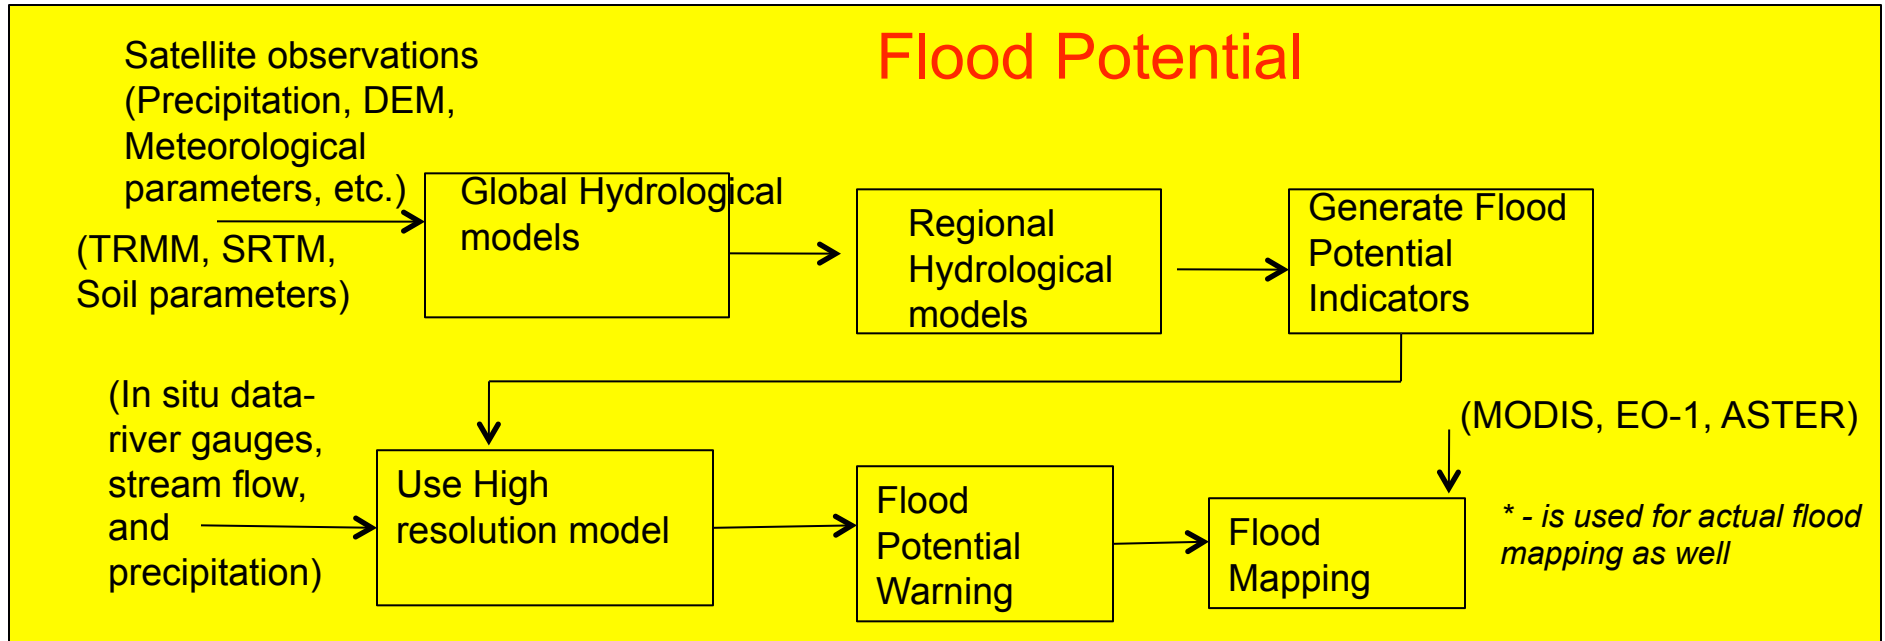 Flood Potential
Satellite observations
(Precipitation, DEM,
Meteorological
parameters, etc.)
(TRMM, SRTM,
Soil parameters)
Global Hydrological
models
Regional
Hydrological
models
Generate Flood
Potential
Indicators
(In situ data-
river gauges,
stream flow,
and
precipitation)
Use High
resolution model
Flood
Potential
Warning
(MODIS, EO-1, ASTER)
Flood
Mapping
* - is used for actual flood
mapping as well